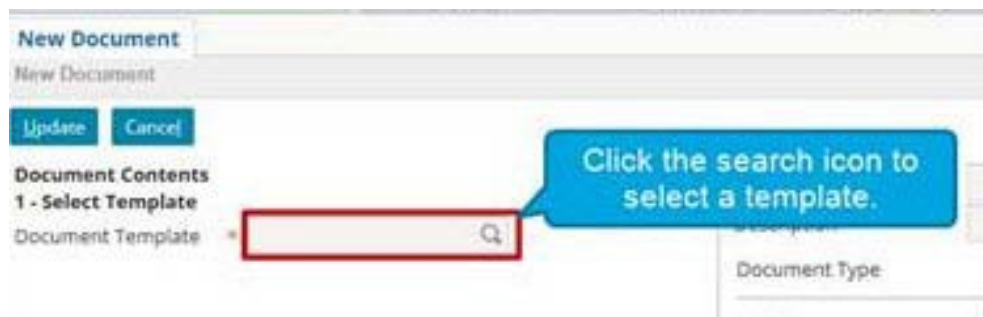 New Document
New Document
Update Cancel
Click the search icon to
select a template.
Document Contents
1 - Select Template
Document Template *
Document Type